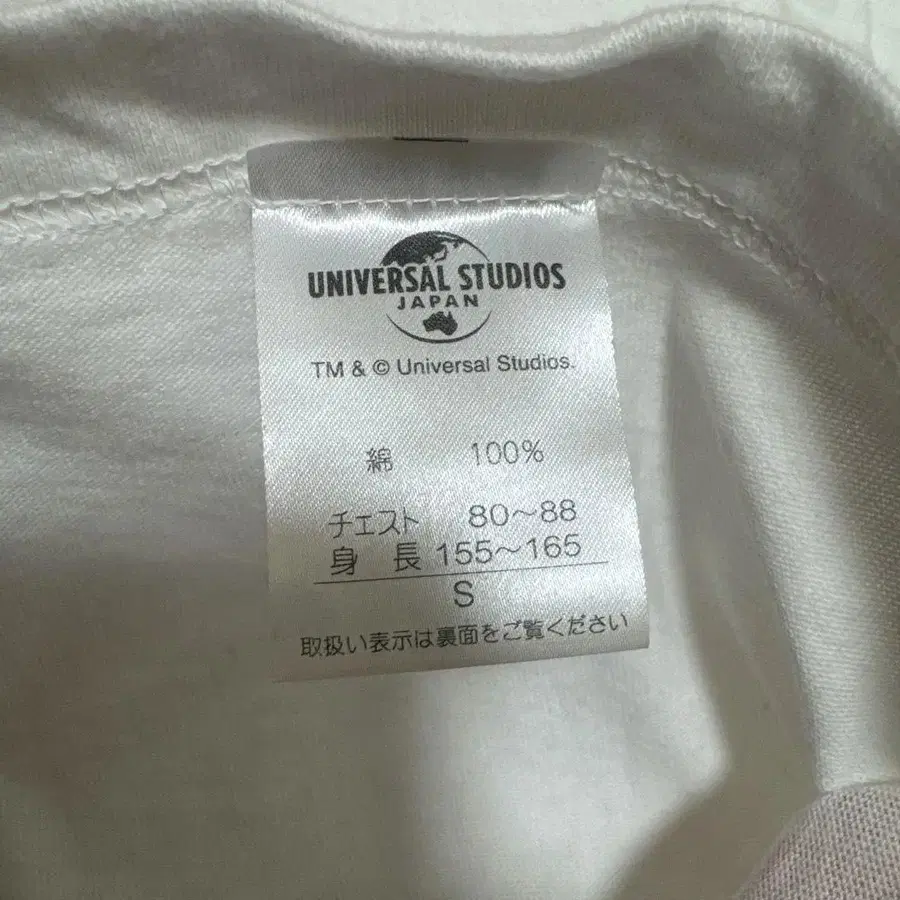 UNIVERSAL STUDIOS
JAPAN
TM & © Universal Studios.
綿 100%
チェスト 80～88
身長 155～165
S
取扱い表示は裏面をご覧ください